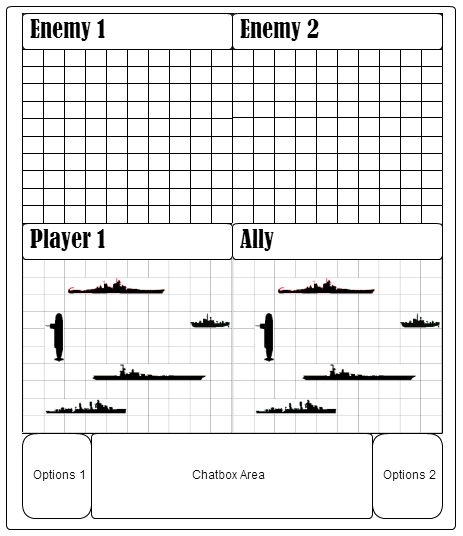 Enemy 1
Enemy 2
Player 1
Ally
Options 1
Chatbox Area
Options 2